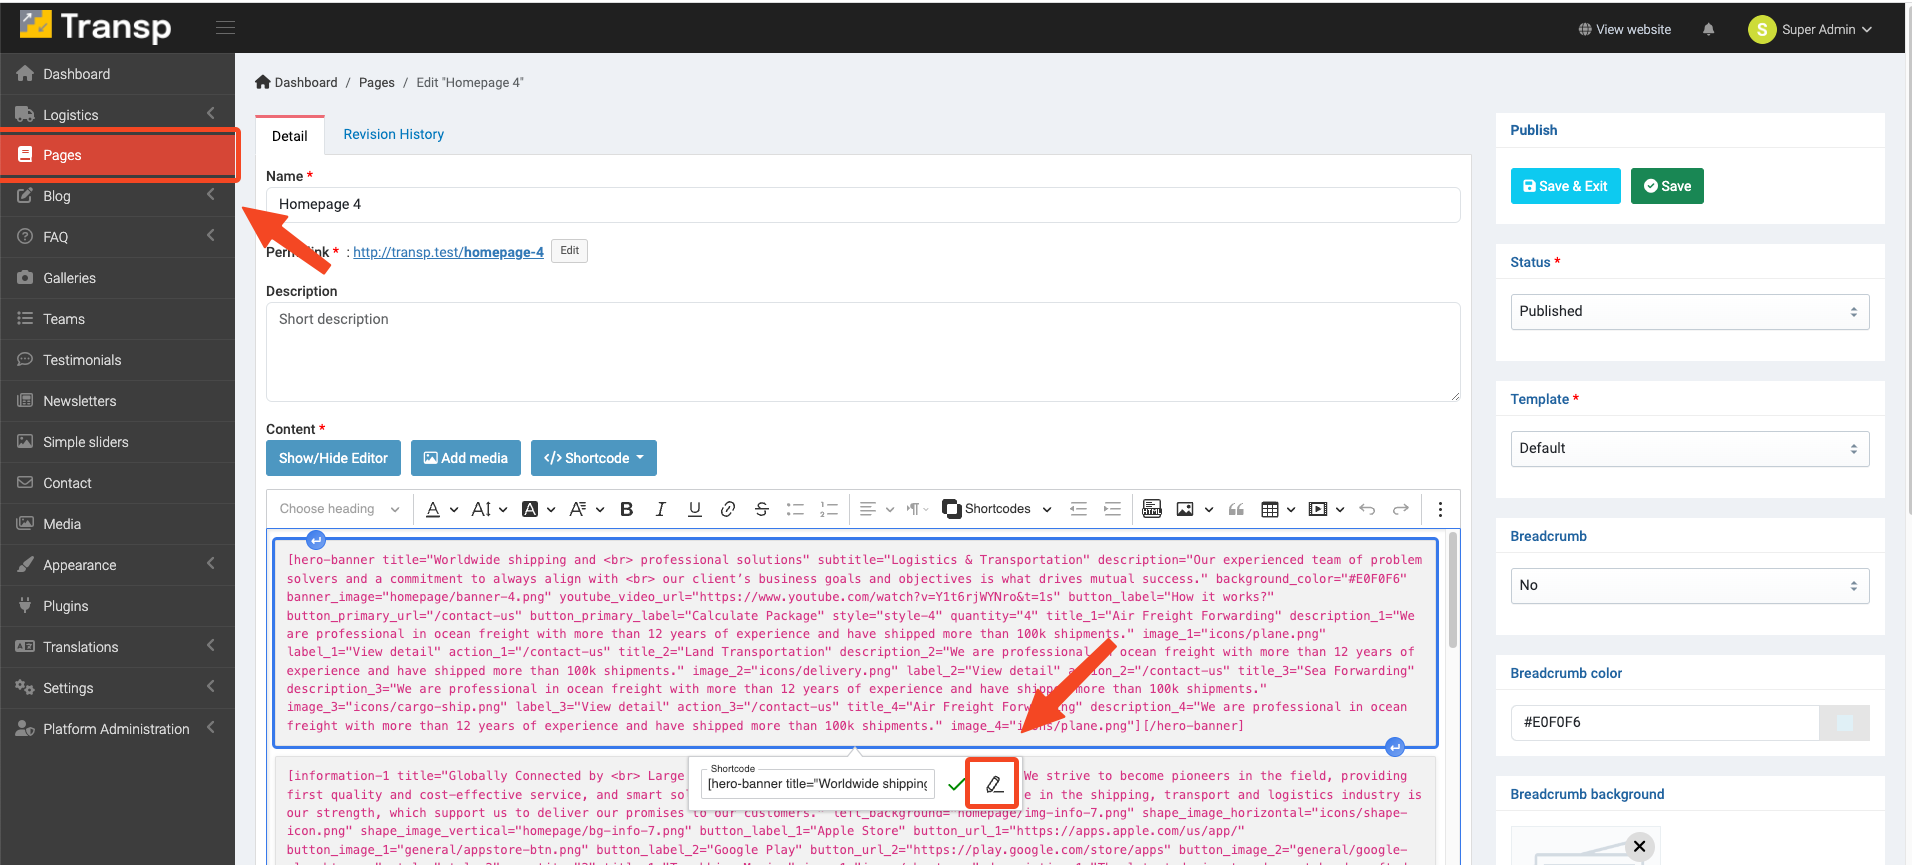 Transp
View website
S
Super Admin
Dashboard
Logistics
Pages
Blog
FAQ
Galleries
Teams
Testimonials
Newsletters
Simple sliders
Contact
Media
Appearance
Plugins
Translations
Settings
Platform Administration
Dashboard / Pages / Edit "Homepage 4"
Detail
Revision History
Name *
Homepage 4
* : http://transp.test/homepage-4 Edit
Description
Short description
Content *
Show/Hide Editor
Add media
</> Shortcode
Choose heading
Shortcodes
[hero-banner title="Worldwide shipping and <br> professional solutions" subtitle="Logistics & Transportation" description="Our experienced team of problem
solvers and a commitment to always align with <br> our client’s business goals and objectives is what drives mutual success." background_color="#E0F0F6"
banner_image="homepage/banner-4.png" youtube_video_url="https://www.youtube.com/watch?v=Y1t6rjWYNro&t=1s" button_label="How it works?"
button_primary_url="/contact-us" button_primary_label="Calculate Package" style="style-4" quantity="4" title_1="Air Freight Forwarding" description_1="We
are professional in ocean freight with more than 12 years of experience and have shipped more than 100k shipments." image_1="icons/plane.png"
label_1="View detail" action_1="/contact-us" title_2="Land Transportation" description_2="We are professional ocean freight with more than 12 years of
experience and have shipped more than 100k shipments." image_2="icons/delivery.png" label_2="View detail" _2="/contact-us" title_3="Sea Forwarding"
description_3="We are professional in ocean freight with more than 12 years of experience and have more than 100k shipments."
image_3="icons/cargo-ship.png" label_3="View detail" action_3="/contact-us" title_4="Air Freight description_4="We are professional in ocean
freight with more than 12 years of experience and have shipped more than 100k shipments." /plane.png"][/hero-banner]
Shortcode
[hero-banner title="Worldwide shipping
[information-1 title="Globally Connected by <br> Large We strive to become pioneers in the field, providing
first quality and cost-effective service, and smart in the shipping, transport and logistics industry is
our strength, which support us to deliver our promises to our customers. homepage/img-info-7.png" shape_image_horizontal="icons/shape-
icon.png" shape_image_vertical="homepage/bg-info-7.png" button_label_1="Apple Store" button_url_1="https://apps.apple.com/us/app/"
button_image_1="general/appstore-btn.png" button_label_2="Google Play" button_url_2="https://play.google.com/store/apps" button_image_2="general/google-
Publish
Save & Exit
Save
Status *
Published
Template *
Default
Breadcrumb
No
Breadcrumb color
#E0F0F6
Breadcrumb background